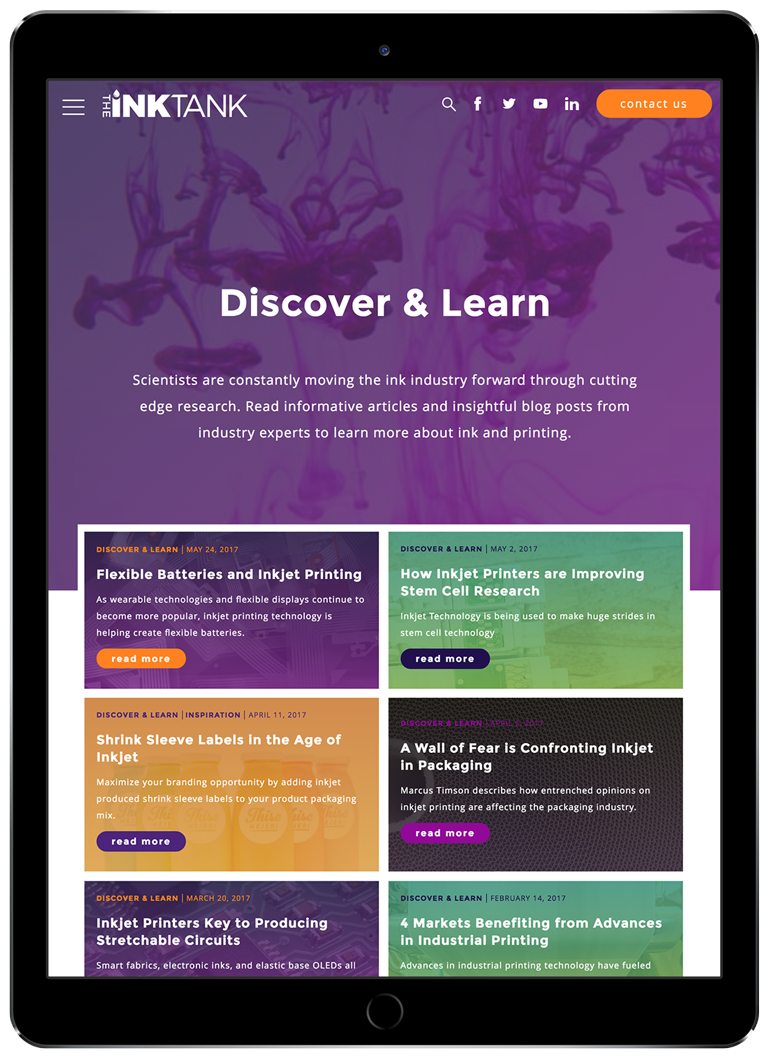 THE INKTANK
contact us
Discover & Learn
Scientists are constantly moving the ink industry forward through cutting
edge research. Read informative articles and insightful blog posts from
industry experts to learn more about ink and printing.
DISCOVER & LEARN | MAY 24, 2017
Flexible Batteries and Inkjet Printing
As wearable technologies and flexible displays continue to
become more popular, inkjet printing technology is
helping create flexible batteries.
read more
DISCOVER & LEARN | MAY 2, 2017
How Inkjet Printers are Improving
Stem Cell Research
Inkjet Technology is being used to make huge strides in
stem cell technology
read more
DISCOVER & LEARN | INSPIRATION | APRIL 11, 2017
Shrink Sleeve Labels in the Age of
Inkjet
Maximize your branding opportunity by adding inkjet
produced shrink sleeve labels to your product packaging
mix.
read more
DISCOVER & LEARN | APRIL
A Wall of Fear is Confronting Inkjet
in Packaging
Marcus Timson describes how entrenched opinions on
inkjet printing are affecting the packaging industry.
read more
DISCOVER & LEARN | MARCH 20, 2017
Inkjet Printers Key to Producing
Stretchable Circuits
Smart fabrics, electronic inks, and elastic base OLEDs all
DISCOVER & LEARN | FEBRUARY 14, 2017
4 Markets Benefiting from Advances
in Industrial Printing
Advances in industrial printing technology have fueled